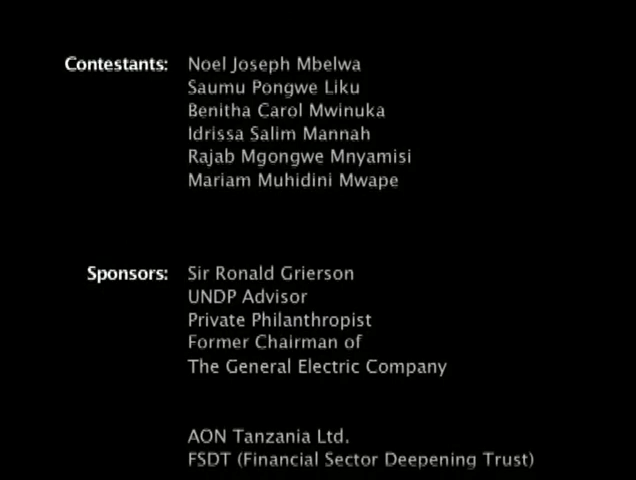 Contestants: Noel Joseph Mbelwa
Saumu Pongwe Liku
Benitha Carol Mwinuka
Idrissa Salim Mannah
Rajab Mgongwe Mnyamisi
Mariam Muhidini Mwape
Sponsors: Sir Ronald Grierson
UNDP Advisor
Private Philanthropist
Former Chairman of
The General Electric Company
AON Tanzania Ltd.
FSDT (Financial Sector Deepening Trust)